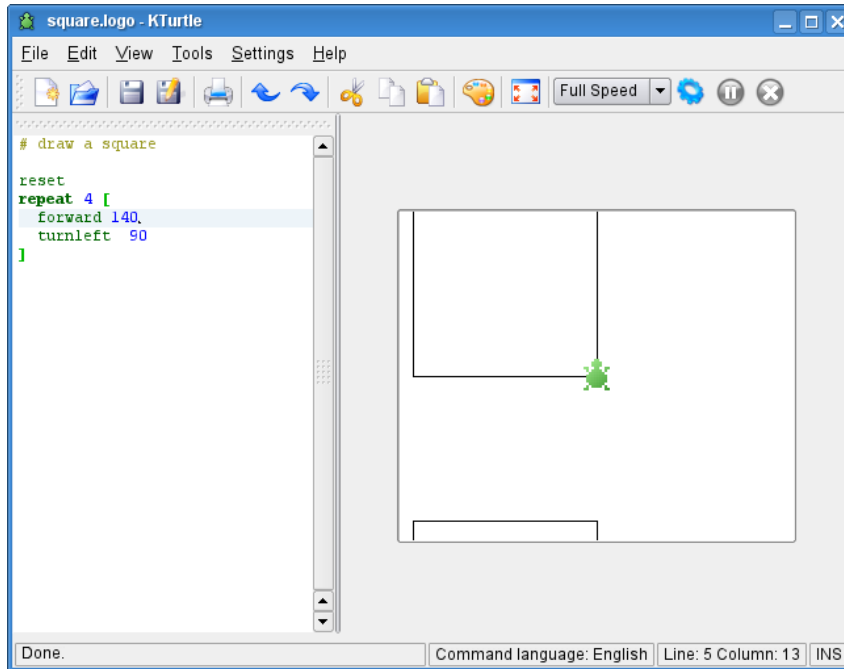 square.logo - KTurtle
File Edit View Tools Settings Help
Full Speed
# draw a square
reset
repeat 4 [
forward 140
turnleft  90
]
Done.
Command language: English Line: 5 Column: 13 INS